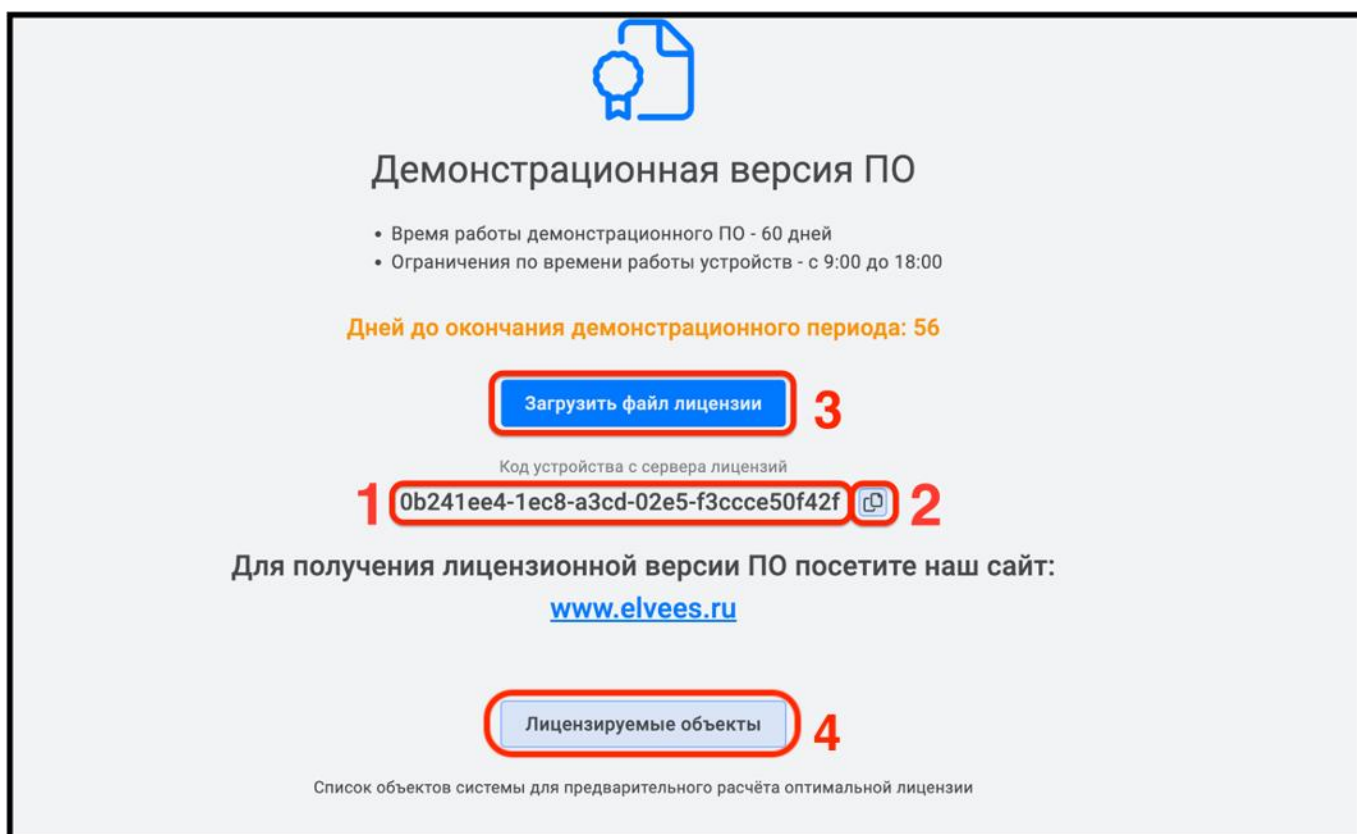 Демонстрационная версия ПО
• Время работы демонстрационного ПО - 60 дней
• Ограничения по времени работы устройств - с 9:00 до 18:00
Дней до окончания демонстрационного периода: 56
Загрузить файл лицензии 3
Код устройства с сервера лицензий
1 0b241ee4-1ec8-a3cd-02e5-f3ccce50f42f 2
Для получения лицензионной версии ПО посетите наш сайт:
www.elvees.ru
Лицензируемые объекты 4
Список объектов системы для предварительного расчёта оптимальной лицензии